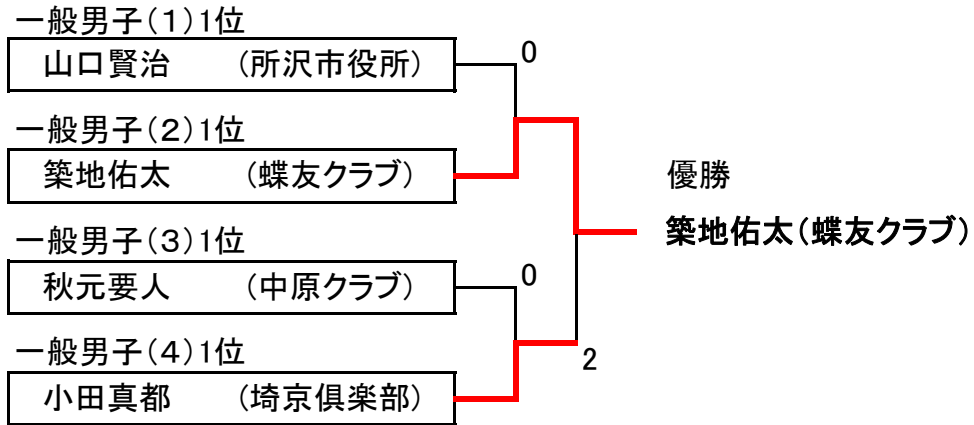 一般男子(1)1位
山口賢治 (所沢市役所)
0
一般男子(2)1位
築地佑太 (蝶友クラブ)
優勝
築地佑太(蝶友クラブ)
一般男子(3)1位
秋元要人 (中原クラブ)
0
一般男子(4)1位
2
小田真都 (埼京倶楽部)